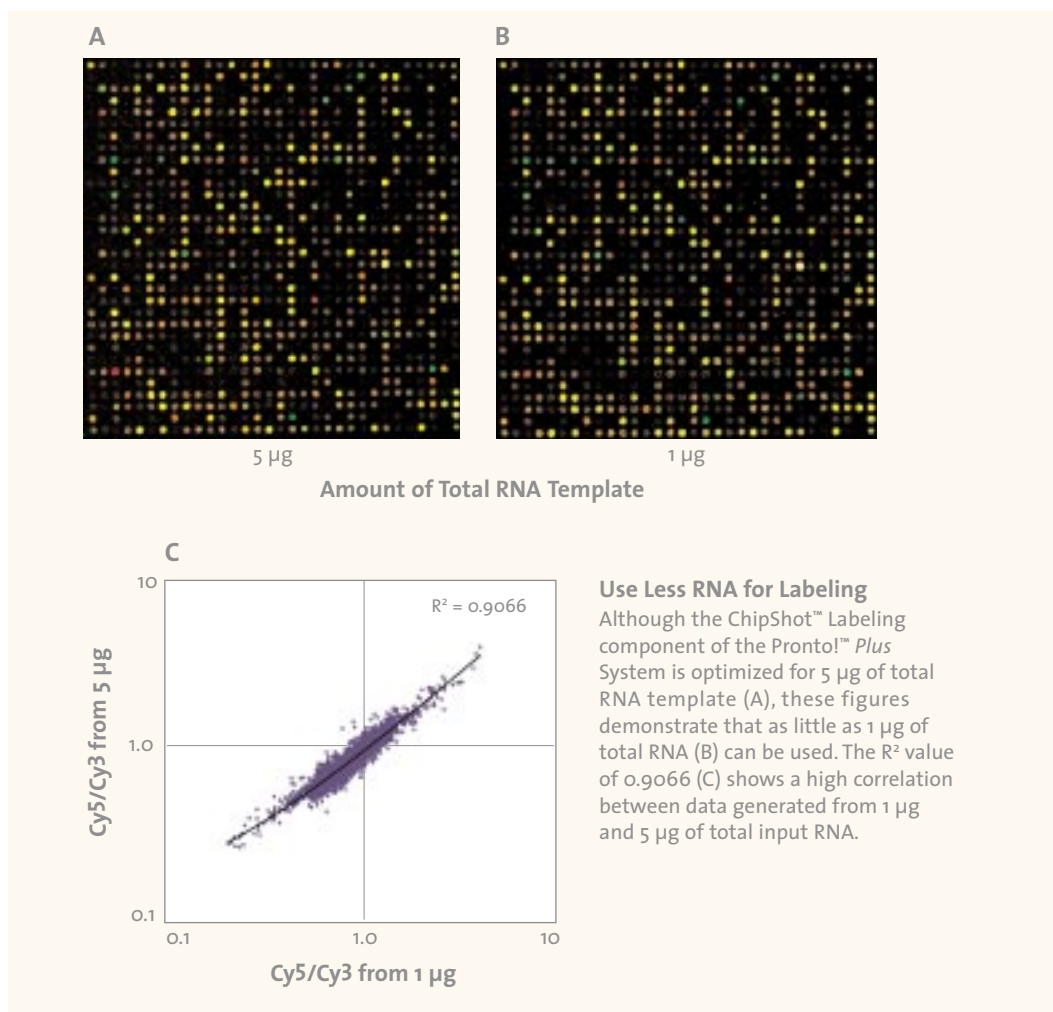 A
B
5 µg
1 µg
Amount of Total RNA Template
C
10
R² = 0.9066
1.0
0.1
Cy5/Cy3 from 5 µg
0.1
1.0
10
Cy5/Cy3 from 1 µg
Use Less RNA for Labeling
Although the ChipShot™ Labeling
component of the Pronto!™ Plus
System is optimized for 5 µg of total
RNA template (A), these figures
demonstrate that as little as 1 µg of
total RNA (B) can be used. The R² value
of 0.9066 (C) shows a high correlation
between data generated from 1 µg
and 5 µg of total input RNA.